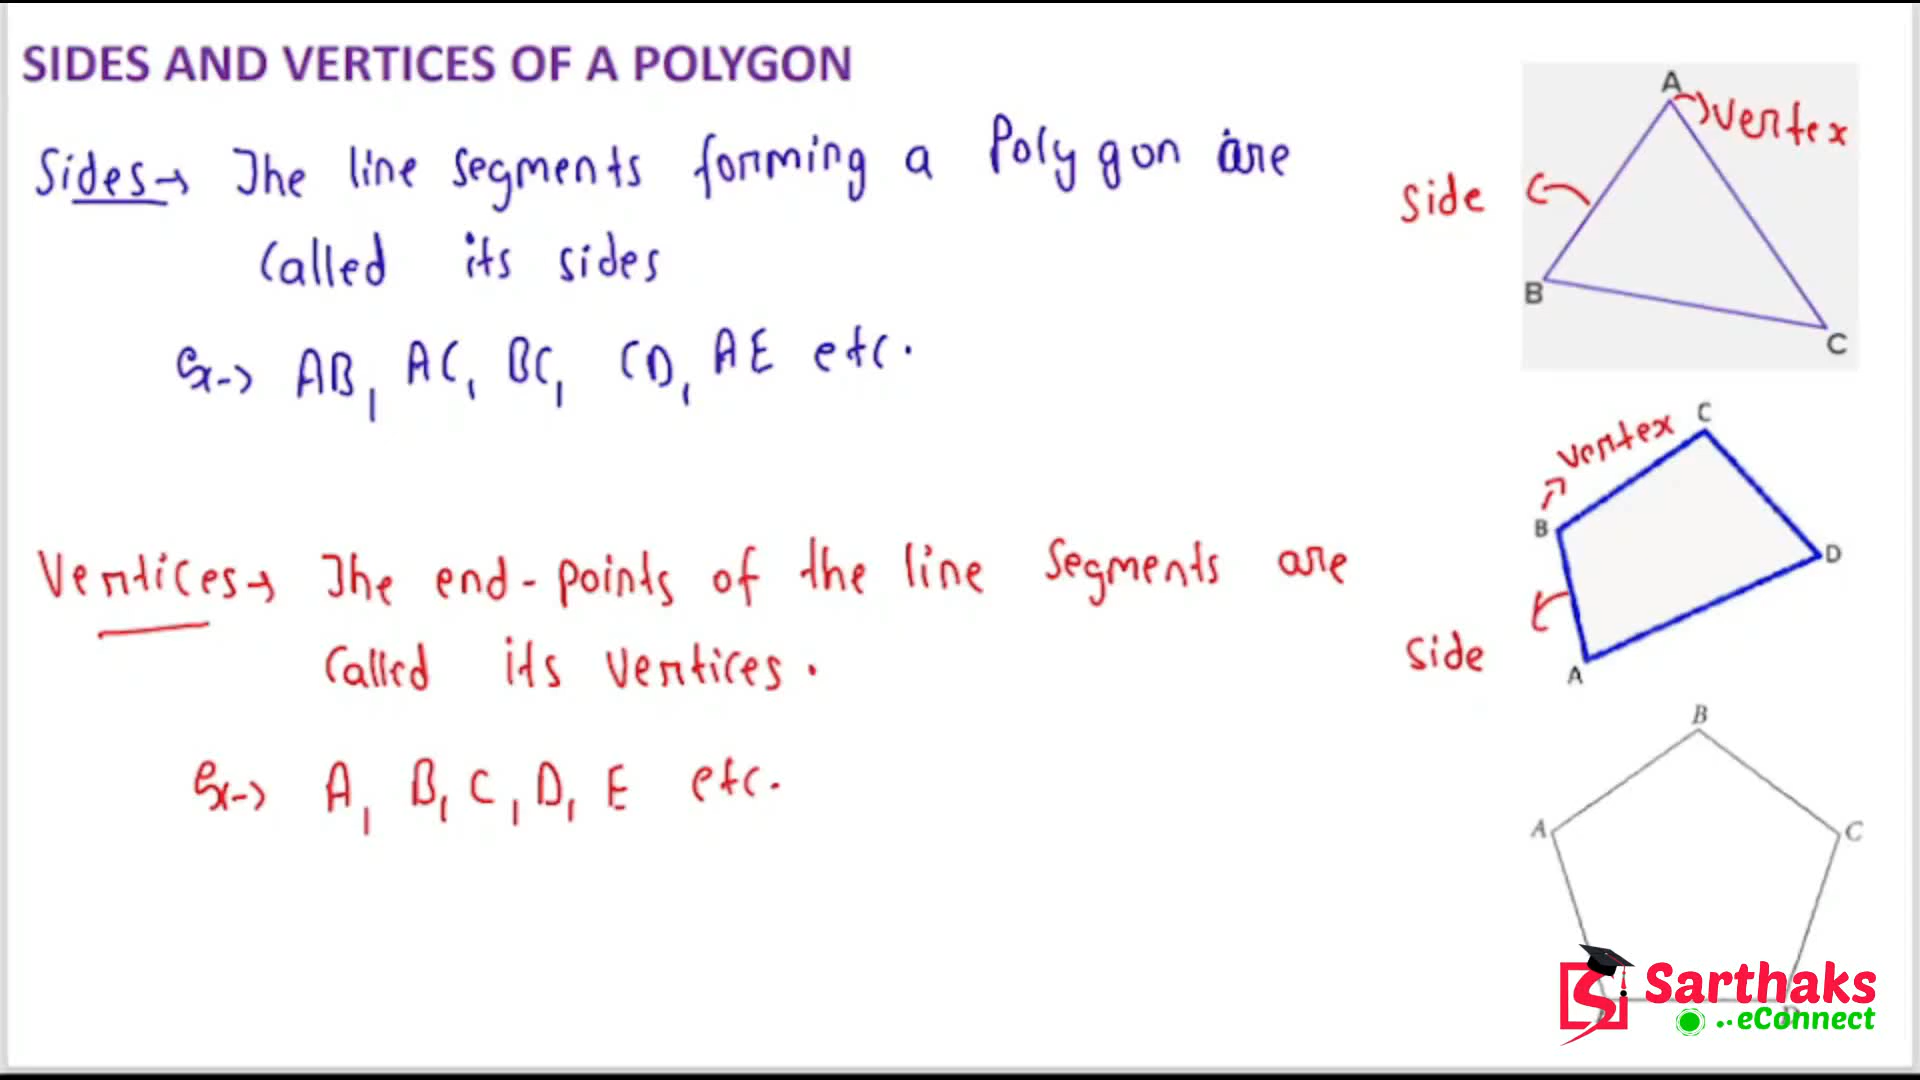 SIDES AND VERTICES OF A POLYGON
Sides → The line segments forming a Polygon are
called its sides
Ex → AB, AC, BC, CD, AE etc.
Vertices → The end-points of the line segments are
called its vertices.
Ex → A, B, C, D, E etc.
A
vertex
side
B
C
C
vertex
B
D
side
A
B
A
C
D
Sarthaks
eConnect